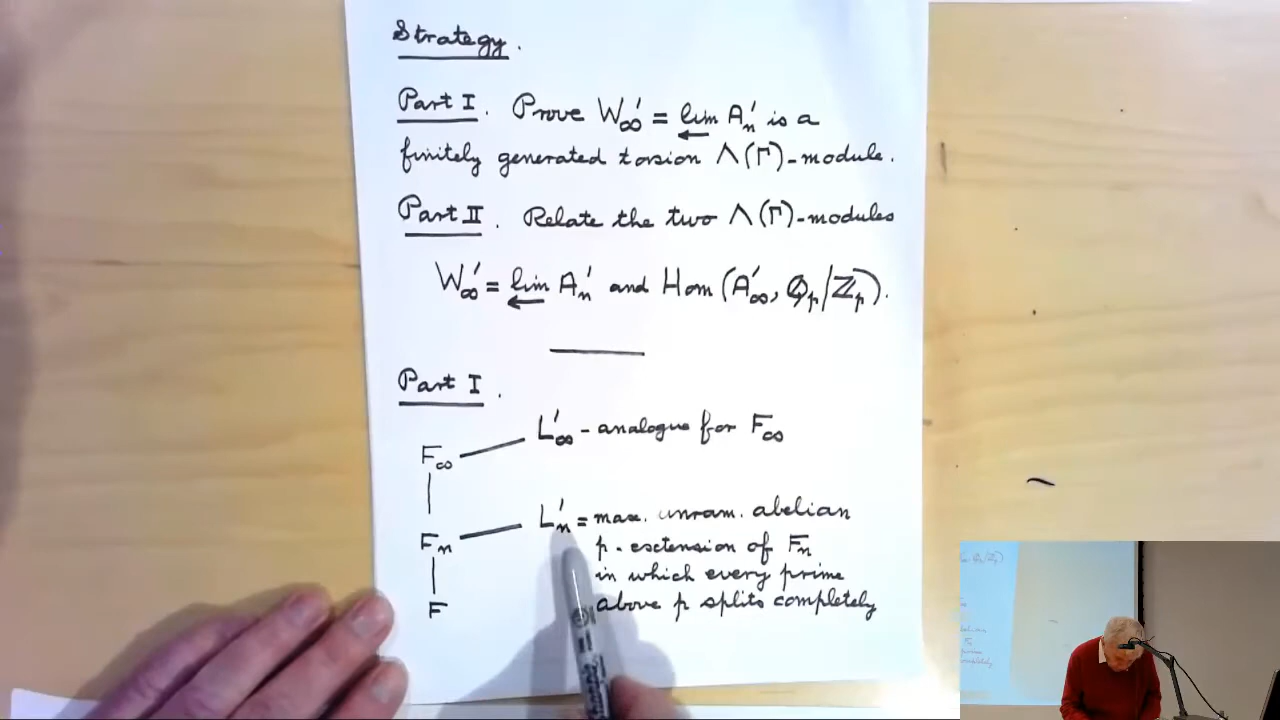 Strategy.
Part I. Prove W'∞ = lim← A'n is a
finitely generated torsion Λ(Γ)-module.
Part II. Relate the two Λ(Γ)-modules
W'∞ = lim← A'n and Hom(A'∞, ℚp/ℤp).
Part I.
F∞ — L'∞ - analogue for F∞
Fn — L'n = max. unram. abelian
p-extension of Fn
in which every prime
F
above p splits completely